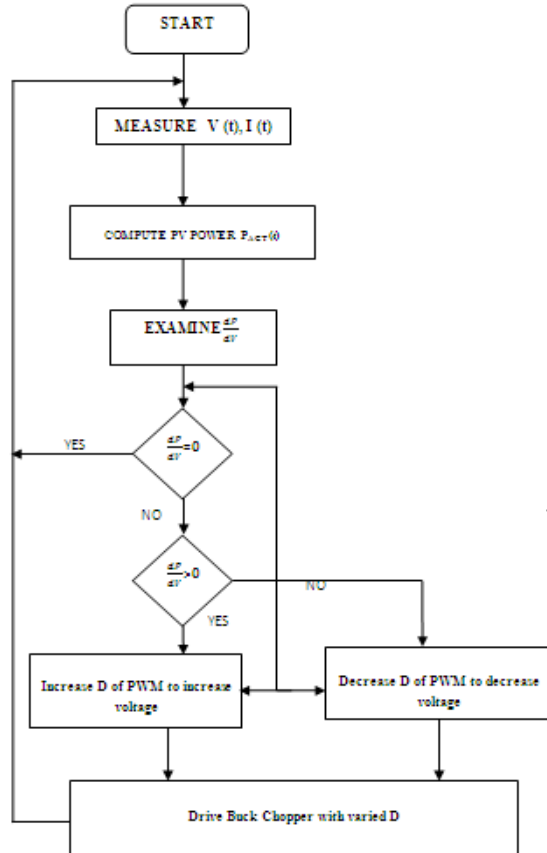 START
MEASURE V (t), I (t)
COMPUTE PV POWER P_ACT(t)
EXAMINE dP/dV
dP/dV=0
YES
NO
dP/dV>0
NO
YES
Increase D of PWM to increase
voltage
Decrease D of PWM to decrease
voltage
Drive Buck Chopper with varied D